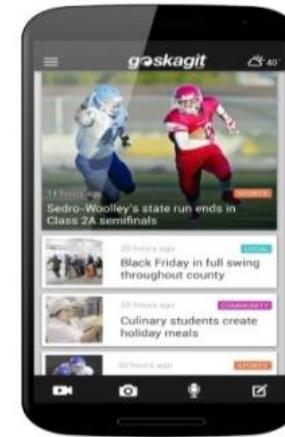 goskagit
40°
14 hours ago
SPORTS
Sedro-Woolley's state run ends in
Class 2A semifinals
20 hours ago
LOCAL
Black Friday in full swing
throughout county
20 hours ago
COMMUNITY
Culinary students create
holiday meals
20 hours ago
SPORTS